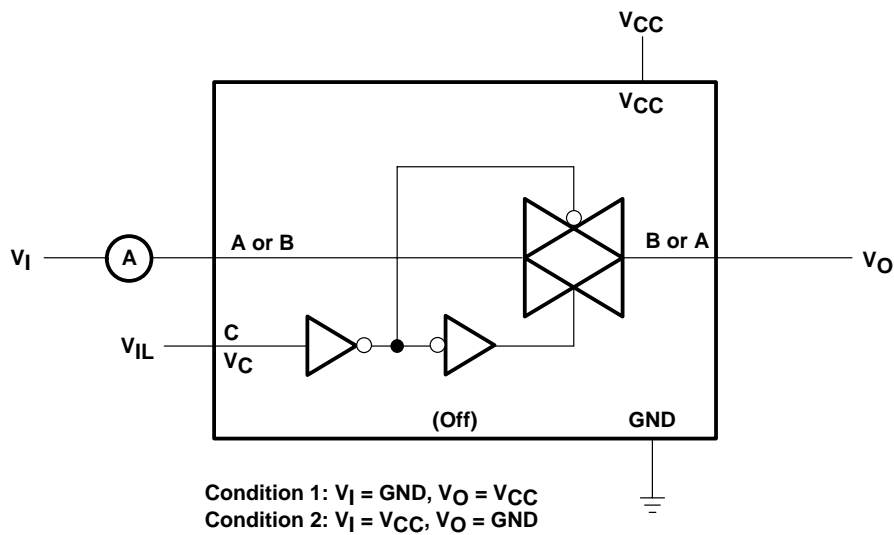 VCC
VCC
VI
A
A or B
B or A
VO
VIL
C
VC
(Off)
GND
Condition 1: VI = GND, VO = VCC
Condition 2: VI = VCC, VO = GND